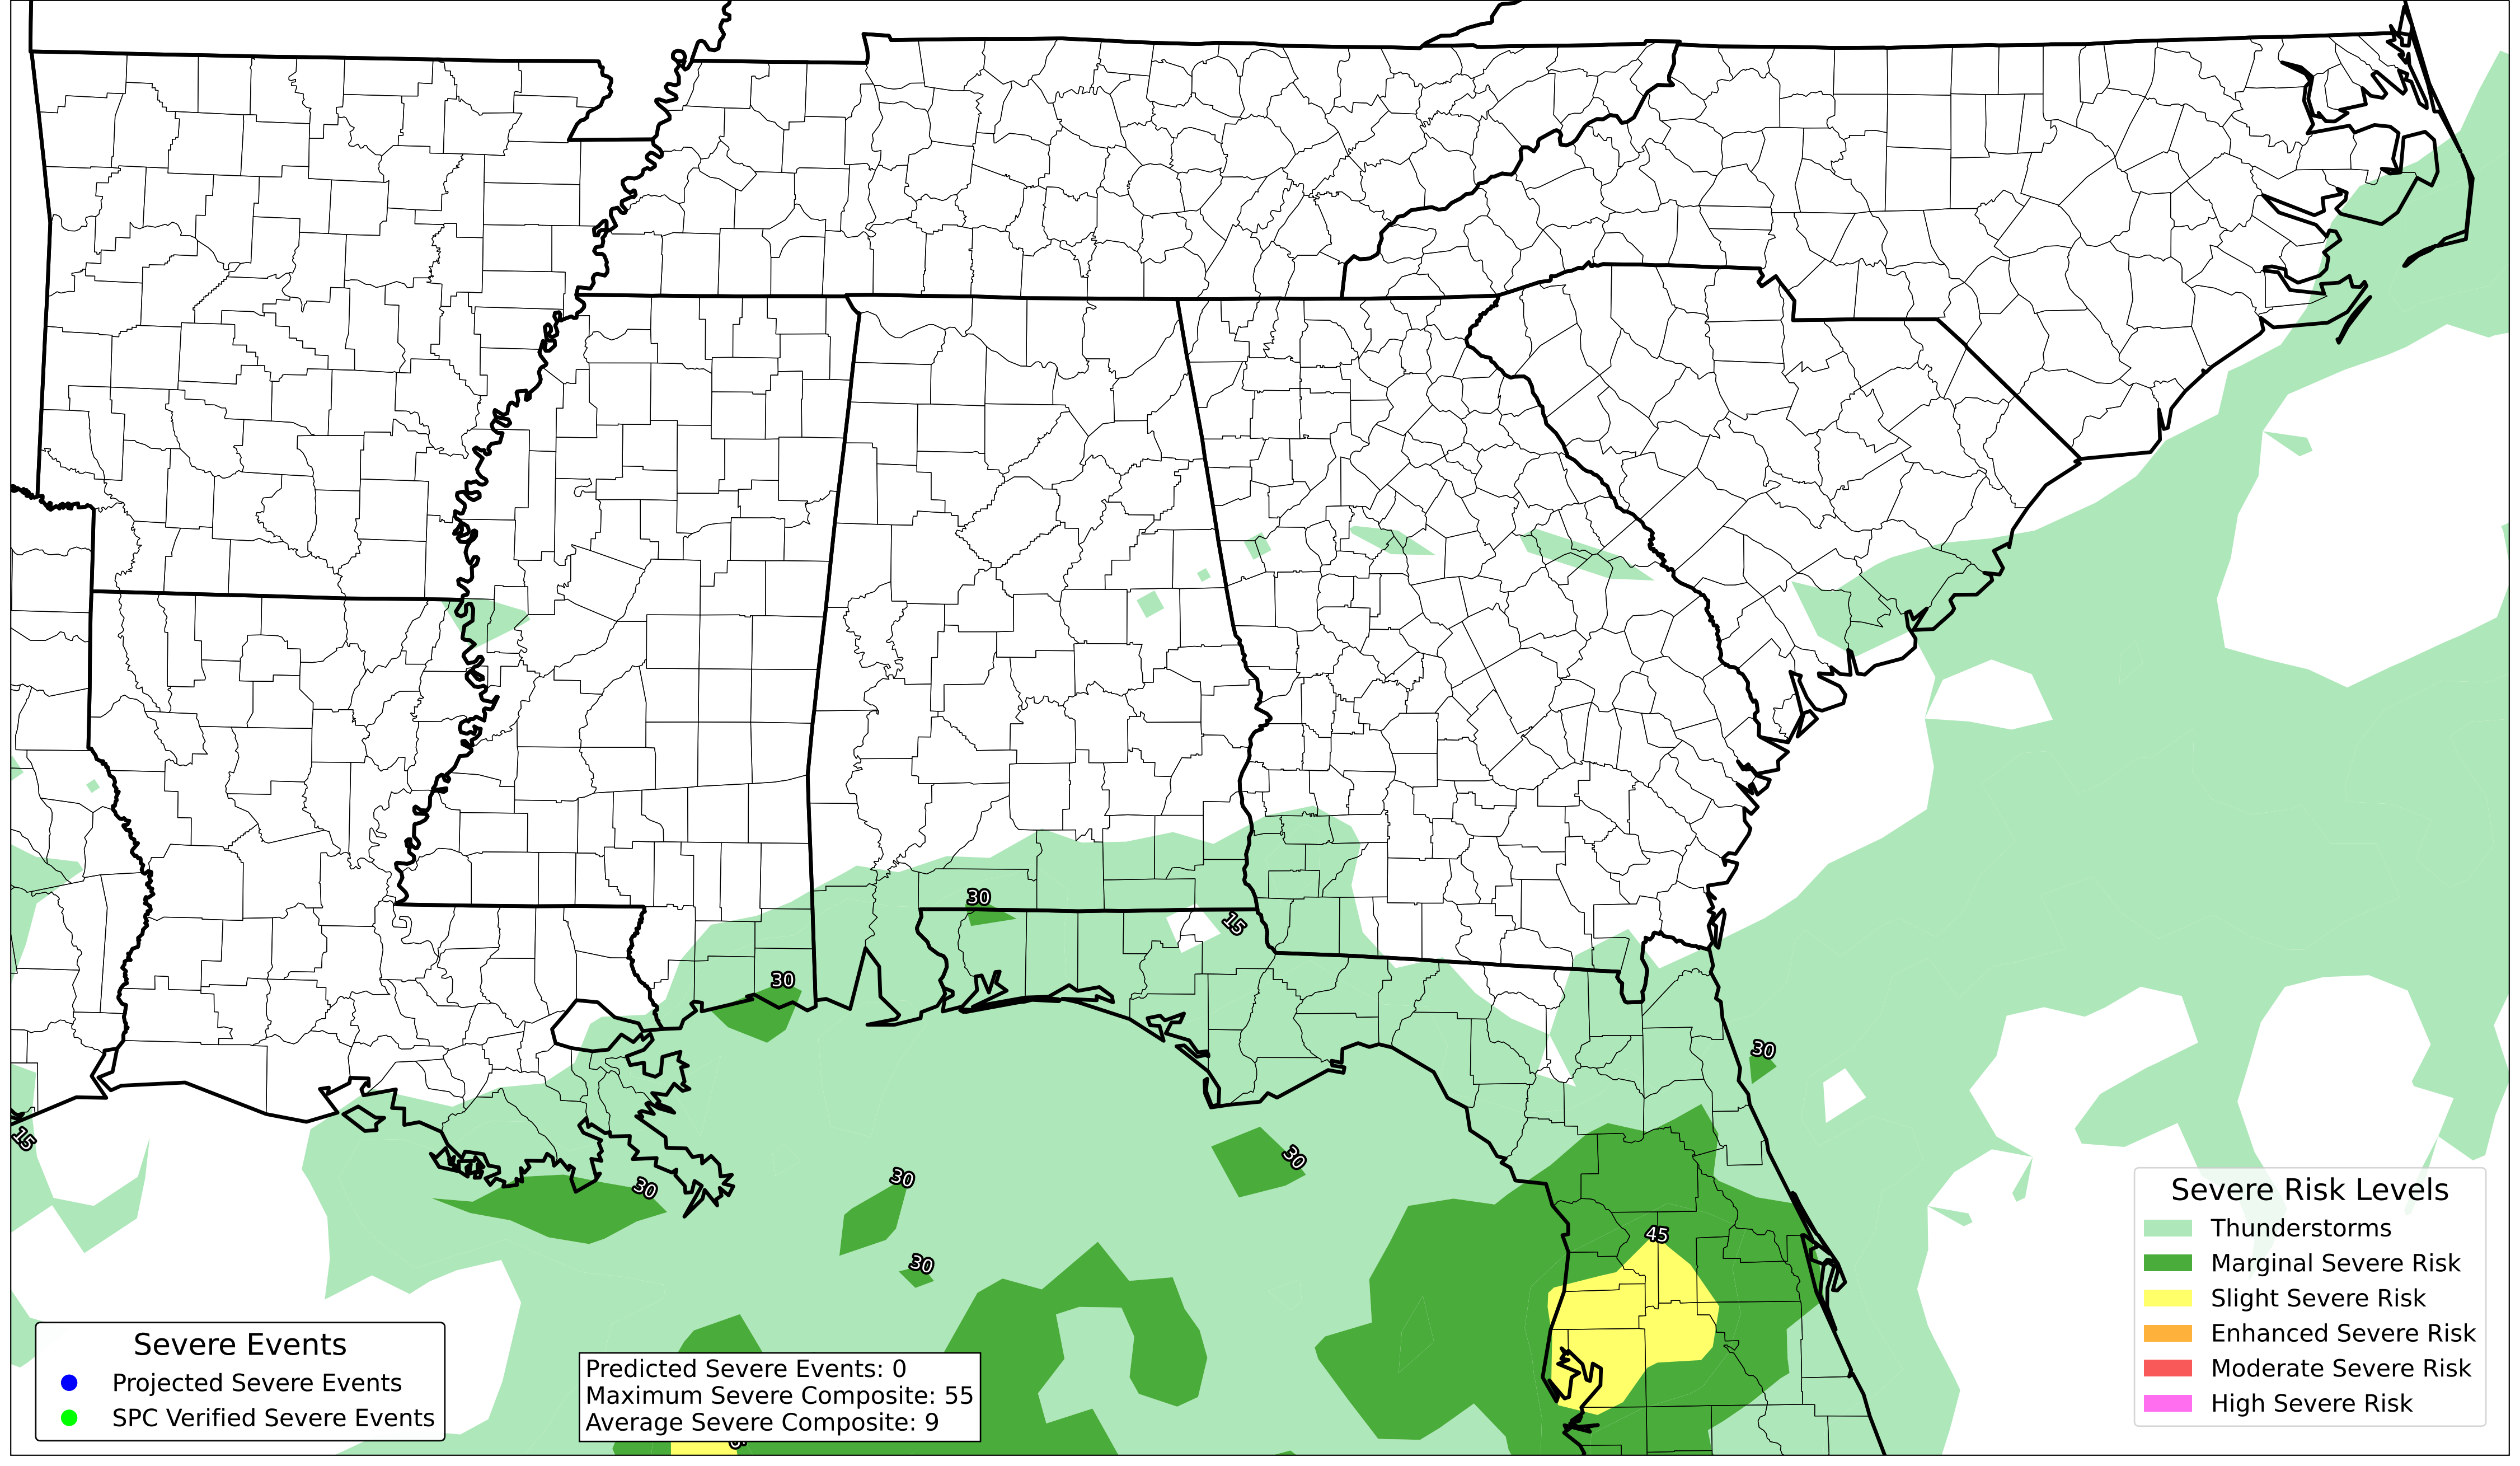 30
15
30
30
15
30
30
30
30
45
Severe Risk Levels
Thunderstorms
Marginal Severe Risk
Slight Severe Risk
Enhanced Severe Risk
Moderate Severe Risk
High Severe Risk
Severe Events
Projected Severe Events
SPC Verified Severe Events
Predicted Severe Events: 0
Maximum Severe Composite: 55
Average Severe Composite: 9